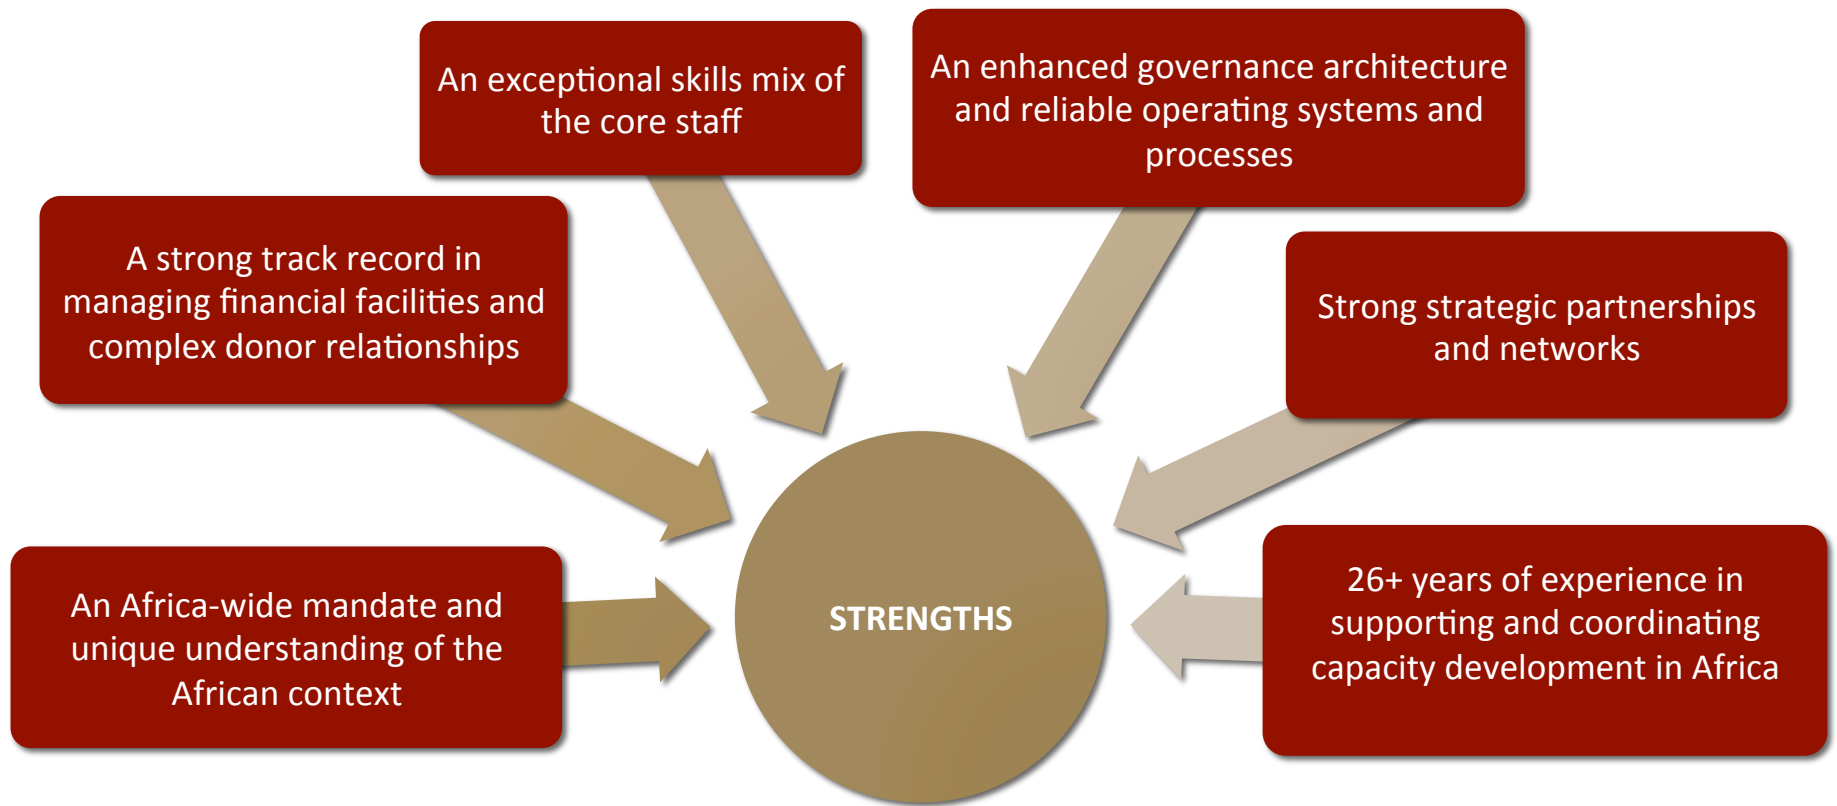 An exceptional skills mix of
the core staff
An enhanced governance architecture
and reliable operating systems and
processes
A strong track record in
managing financial facilities and
complex donor relationships
Strong strategic partnerships
and networks
An Africa-wide mandate and
unique understanding of the
African context
STRENGTHS
26+ years of experience in
supporting and coordinating
capacity development in Africa